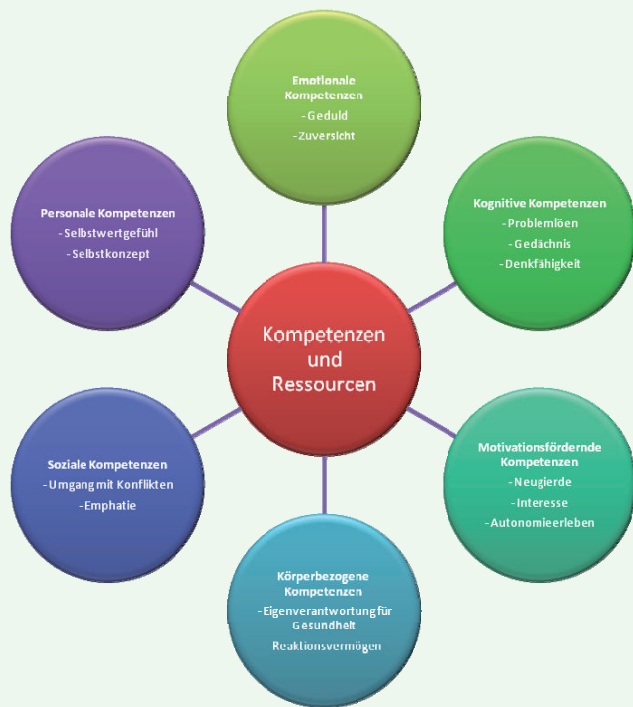 Emotionale
Kompetenzen
-Geduld
-Zuversicht
Kognitive Kompetenzen
-Problemlöen
-Gedächnis
-Denkfähigkeit
Motivationsfördernde
Kompetenzen
-Neugierde
-Interesse
-Autonomieerleben
Körperbezogene
Kompetenzen
-Eigenverantwortung für
Gesundheit
Reaktionsvermögen
Soziale Kompetenzen
-Umgang mit Konflikten
-Emphatie
Personale Kompetenzen
-Selbstwertgefühl
-Selbstkonzept
Kompetenzen
und
Ressourcen